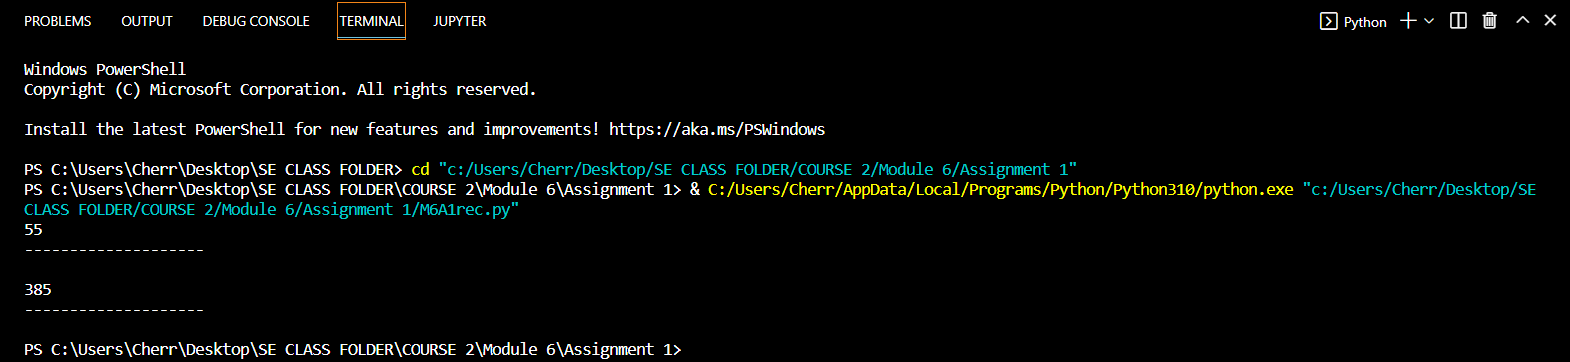 PROBLEMS OUTPUT DEBUG CONSOLE TERMINAL JUPYTER Python
Windows PowerShell
Copyright (C) Microsoft Corporation. All rights reserved.
Install the latest PowerShell for new features and improvements! https://aka.ms/PSWindows
PS C:\Users\Cherr\Desktop\SE CLASS FOLDER> cd "c:/Users/Cherr/Desktop/SE CLASS FOLDER/COURSE 2/Module 6/Assignment 1"
PS C:\Users\Cherr\Desktop\SE CLASS FOLDER\COURSE 2\Module 6\Assignment 1> & C:/Users/Cherr/AppData/Local/Programs/Python/Python310/python.exe "c:/Users/Cherr/Desktop/SE
CLASS FOLDER/COURSE 2/Module 6/Assignment 1/M6A1rec.py"
55
--------------------
385
--------------------
PS C:\Users\Cherr\Desktop\SE CLASS FOLDER\COURSE 2\Module 6\Assignment 1>